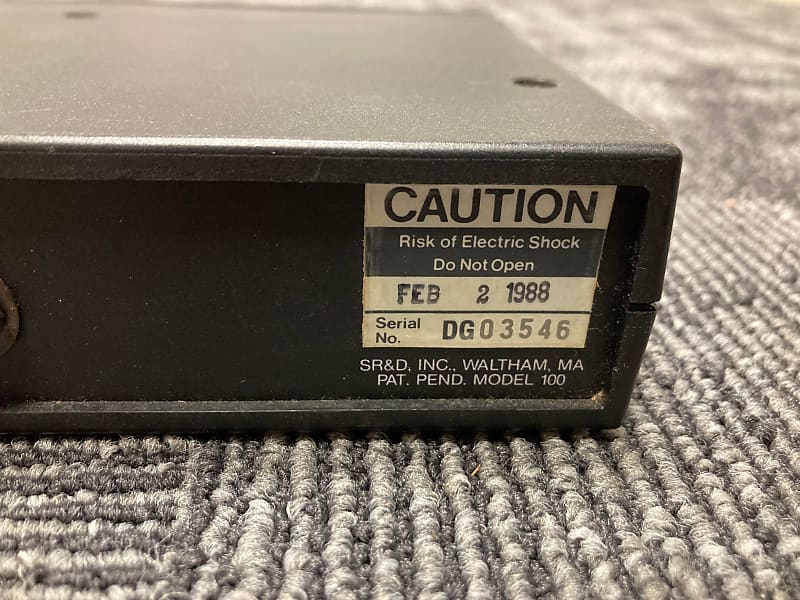 CAUTION
Risk of Electric Shock
Do Not Open
FEB 2 1988
Serial
No. DG03546
SR&D, INC., WALTHAM, MA
PAT. PEND. MODEL 100